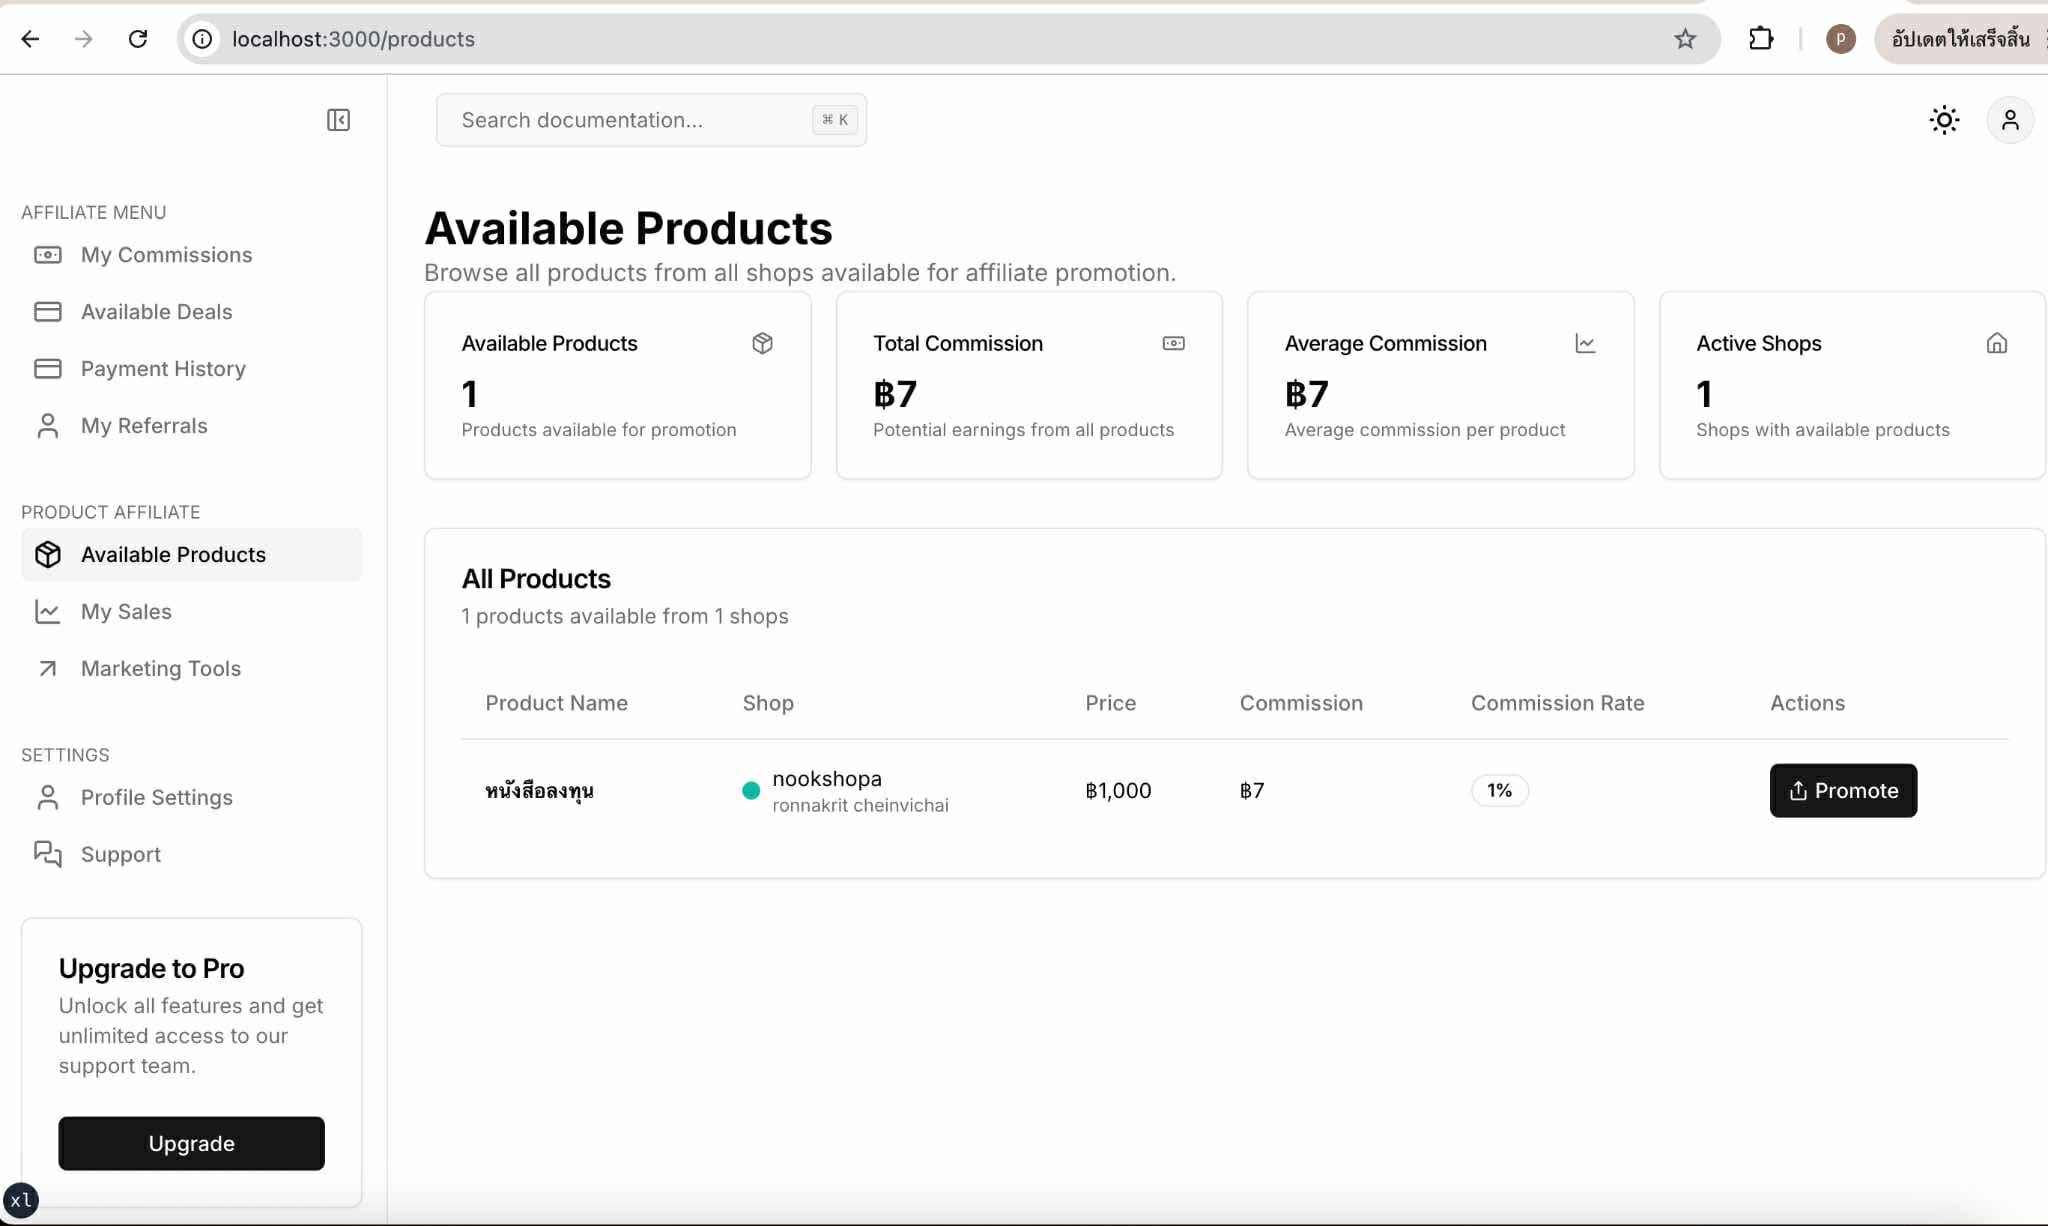 localhost:3000/products
p
อัปเดตให้เสร็จสิ้น
Search documentation...
⌘ K
AFFILIATE MENU
My Commissions
Available Deals
Payment History
My Referrals
PRODUCT AFFILIATE
Available Products
My Sales
Marketing Tools
SETTINGS
Profile Settings
Support
Upgrade to Pro
Unlock all features and get
unlimited access to our
support team.
Upgrade
xl
Available Products
Browse all products from all shops available for affiliate promotion.
Available Products
1
Products available for promotion
Total Commission
฿7
Potential earnings from all products
Average Commission
฿7
Average commission per product
Active Shops
1
Shops with available products
All Products
1 products available from 1 shops
Product Name Shop Price Commission Commission Rate Actions
หนังสือลงทุน
nookshopa
ronnakrit cheinvichai
฿1,000
฿7
1%
Promote